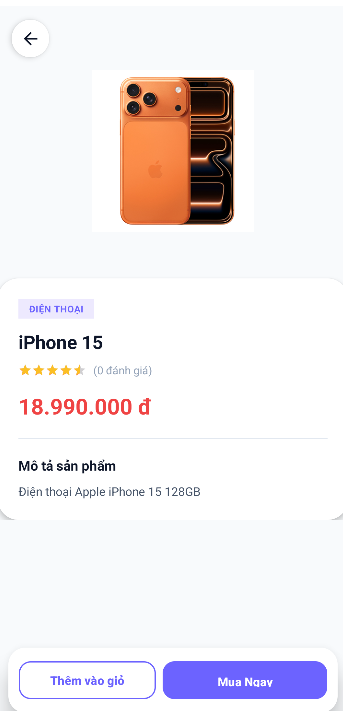 ĐIỆN THOẠI
iPhone 15
(0 đánh giá)
18.990.000 đ
Mô tả sản phẩm
Điện thoại Apple iPhone 15 128GB
Thêm vào giỏ
Mua Ngay